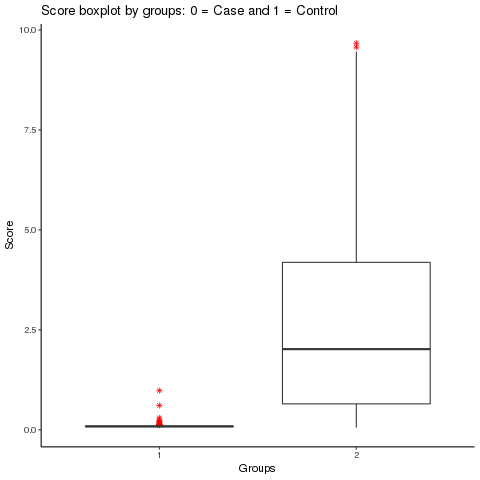 Score boxplot by groups: 0 = Case and 1 = Control
10.0
7.5
5.0
2.5
0.0
Score
1
2
Groups